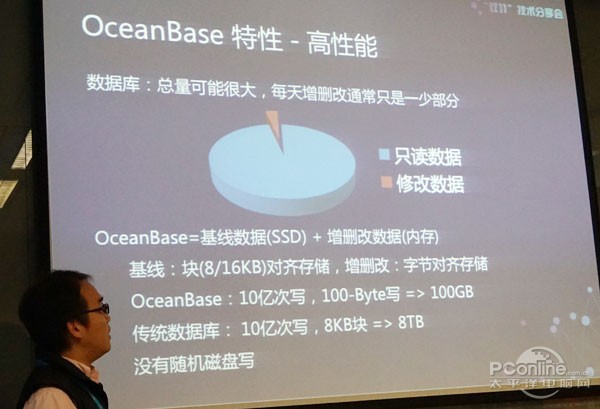 "双11"技术分享会
OceanBase 特性 - 高性能
数据库：总量可能很大，每天增删改通常只是一少部分
只读数据
修改数据
OceanBase=基线数据(SSD) + 增删改数据(内存)
基线：块(8/16KB)对齐存储，增删改：字节对齐存储
OceanBase：10亿次写，100-Byte写 => 100GB
传统数据库： 10亿次写，8KB块 => 8TB
没有随机磁盘写
PConline.com.cn
太平洋电脑网